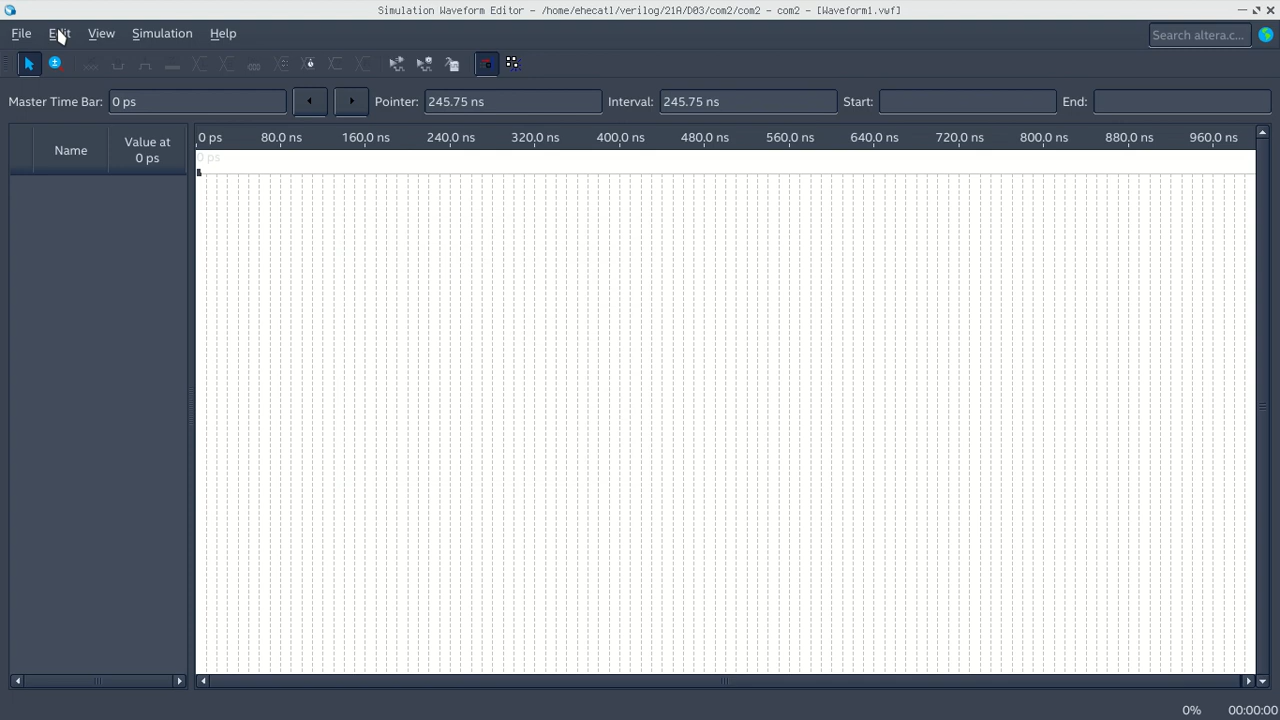 Simulation Waveform Editor - /home/ehecatl/verilog/21A/D03/com2/com2 - com2 - [Waveform1.vwf]
File Edit View Simulation Help Search altera.c...
Master Time Bar: 0 ps Pointer: 245.75 ns Interval: 245.75 ns Start: End:
Name Value at 0 ps
0 ps 80.0 ns 160.0 ns 240.0 ns 320.0 ns 400.0 ns 480.0 ns 560.0 ns 640.0 ns 720.0 ns 800.0 ns 880.0 ns 960.0 ns
0 ps
0% 00:00:00